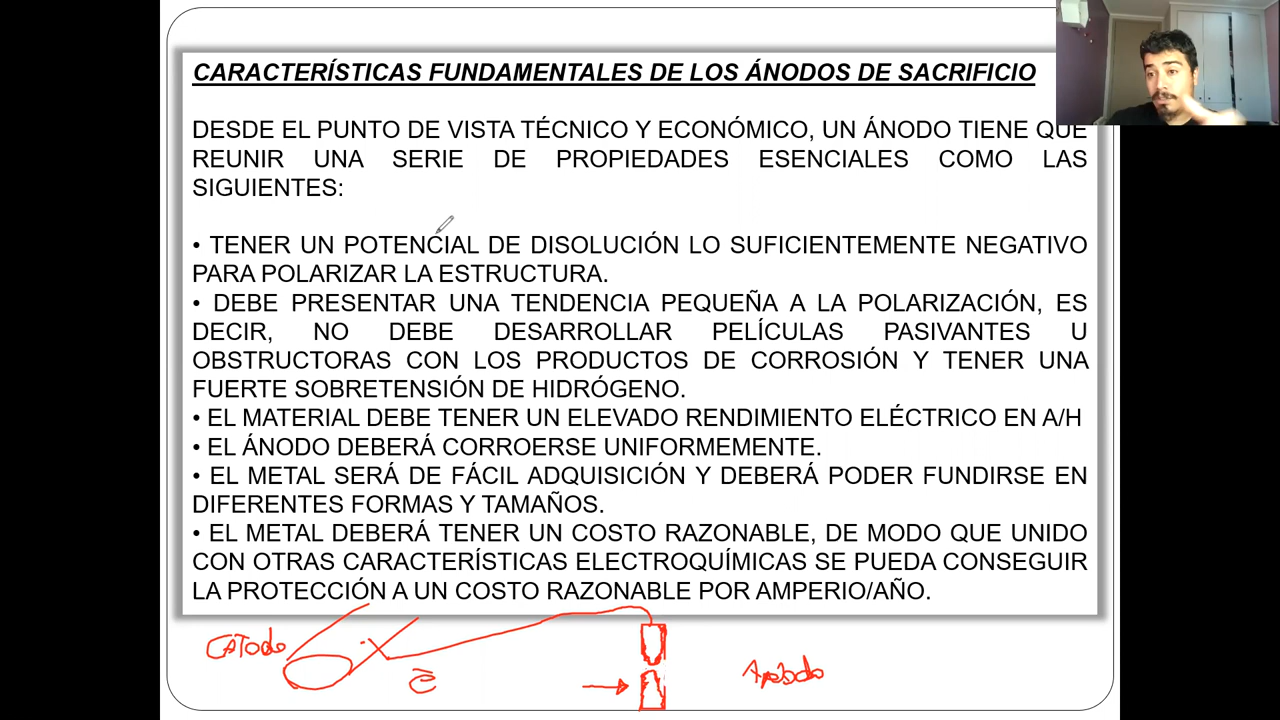 CARACTERÍSTICAS FUNDAMENTALES DE LOS ÁNODOS DE SACRIFICIO
DESDE EL PUNTO DE VISTA TÉCNICO Y ECONÓMICO, UN ÁNODO TIENE QUE
REUNIR UNA SERIE DE PROPIEDADES ESENCIALES COMO LAS
SIGUIENTES:
• TENER UN POTENCIAL DE DISOLUCIÓN LO SUFICIENTEMENTE NEGATIVO
PARA POLARIZAR LA ESTRUCTURA.
• DEBE PRESENTAR UNA TENDENCIA PEQUEÑA A LA POLARIZACIÓN, ES
DECIR, NO DEBE DESARROLLAR PELÍCULAS PASIVANTES U
OBSTRUCTORAS CON LOS PRODUCTOS DE CORROSIÓN Y TENER UNA
FUERTE SOBRETENSIÓN DE HIDRÓGENO.
• EL MATERIAL DEBE TENER UN ELEVADO RENDIMIENTO ELÉCTRICO EN A/H
• EL ÁNODO DEBERÁ CORROERSE UNIFORMEMENTE.
• EL METAL SERÁ DE FÁCIL ADQUISICIÓN Y DEBERÁ PODER FUNDIRSE EN
DIFERENTES FORMAS Y TAMAÑOS.
• EL METAL DEBERÁ TENER UN COSTO RAZONABLE, DE MODO QUE UNIDO
CON OTRAS CARACTERÍSTICAS ELECTROQUÍMICAS SE PUEDA CONSEGUIR
LA PROTECCIÓN A UN COSTO RAZONABLE POR AMPERIO/AÑO.
CATODO